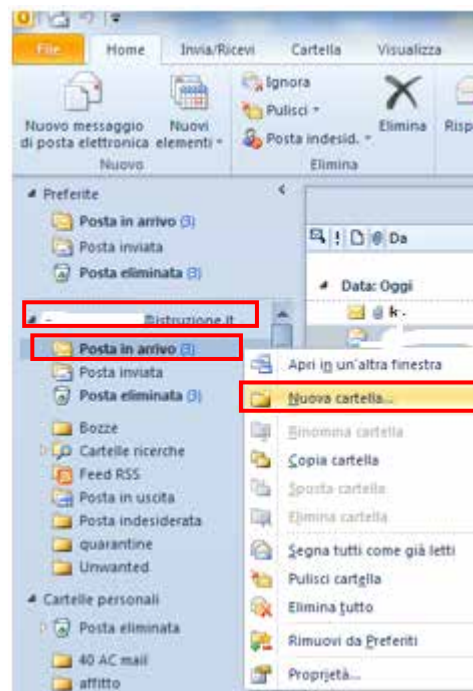 File Home Invia/Ricevi Cartella Visualizza
Nuovo messaggio di posta elettronica
Nuovi elementi
Nuovo
Ignora
Pulisci
Posta indesid.
Elimina
Elimina
Risp
Preferite
Posta in arrivo (3)
Posta inviata
Posta eliminata (3)
@istruzione.it
Posta in arrivo (3)
Posta inviata
Posta eliminata (3)
Bozze
Cartelle ricerche
Feed RSS
Posta in uscita
Posta indesiderata
quarantine
Unwanted
Cartelle personali
Posta eliminata
40 AC mail
affitto
Da
Data: Oggi
k.
Apri in un'altra finestra
Nuova cartella...
Rinomina cartella
Copia cartella
Sposta cartella
Elimina cartella
Segna tutti come già letti
Pulisci cartella
Elimina tutto
Rimuovi da Preferiti
Proprietà...